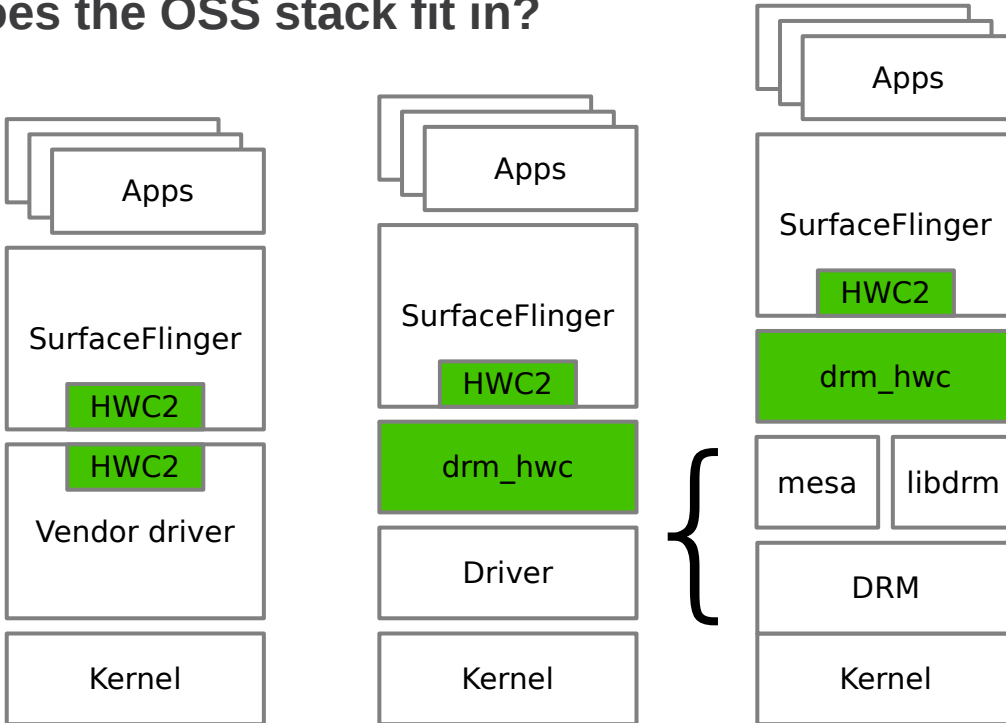 oes the OSS stack fit in?
Apps
SurfaceFlinger
HWC2
HWC2
Vendor driver
Kernel
Apps
SurfaceFlinger
HWC2
drm_hwc
Driver
Kernel
{
Apps
SurfaceFlinger
HWC2
drm_hwc
mesa libdrm
DRM
Kernel